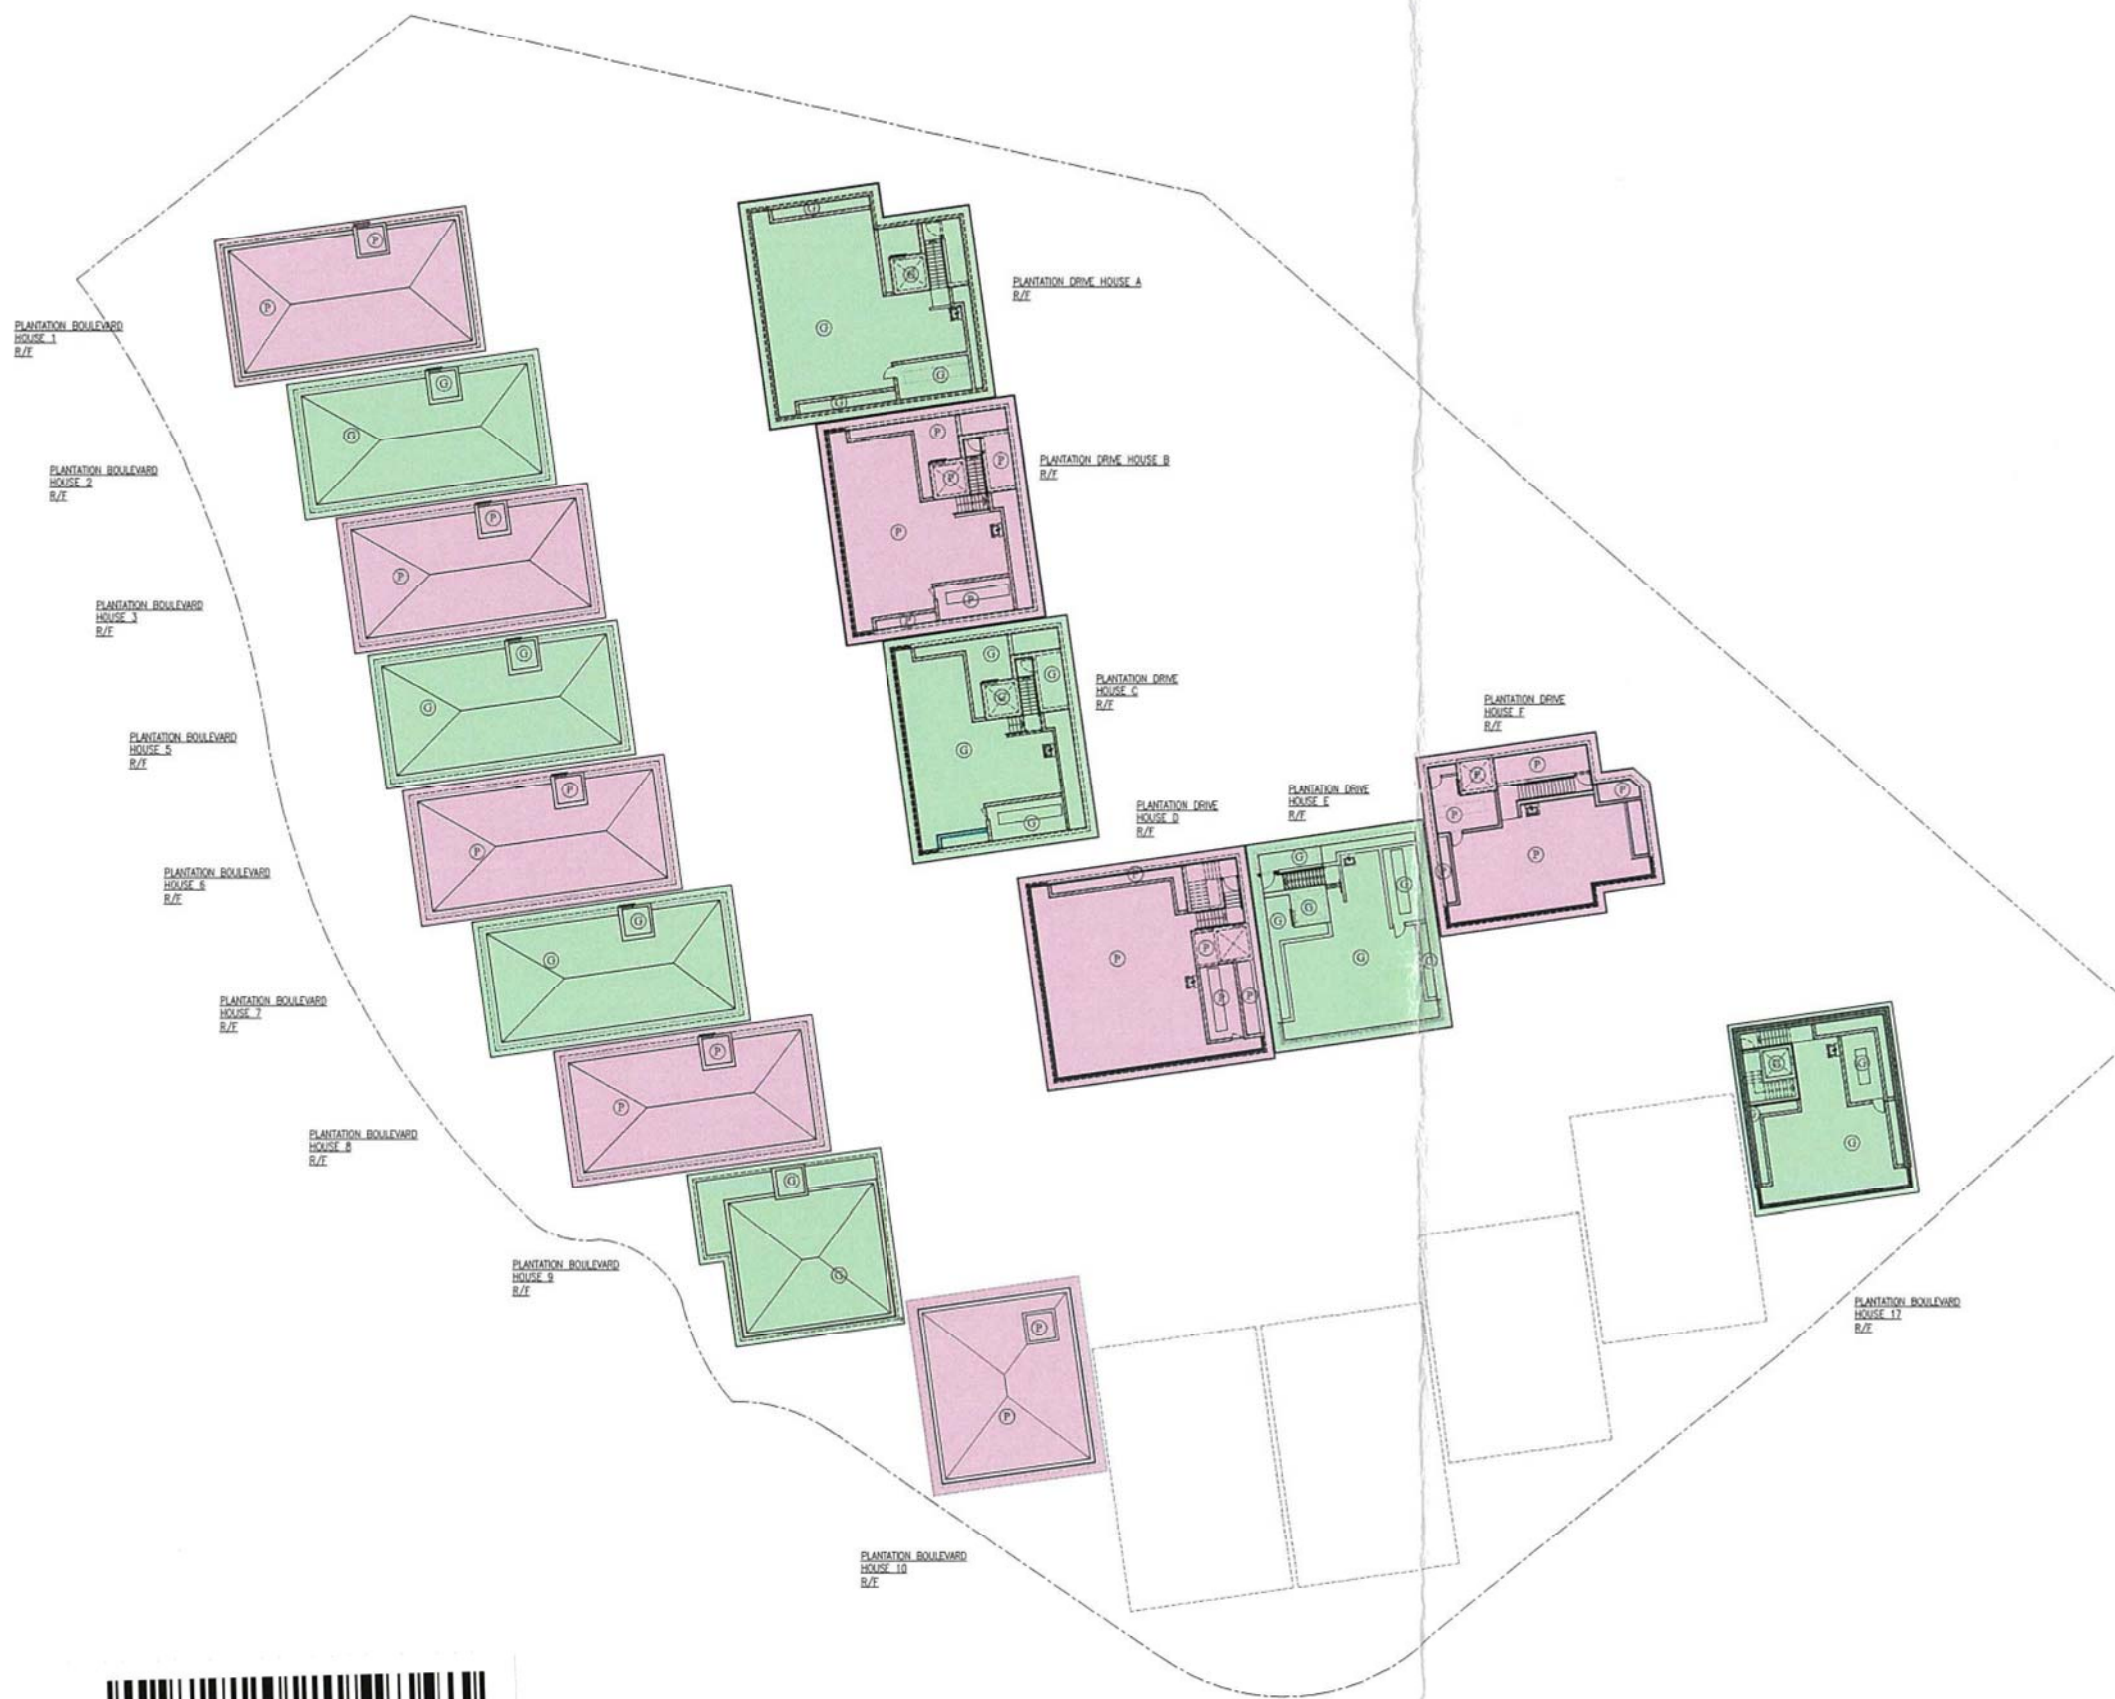 PLANTATION BOULEVARD
HOUSE 1
R/F
P
P
PLANTATION BOULEVARD
HOUSE 2
R/F
G
G
PLANTATION BOULEVARD
HOUSE 3
R/F
P
P
PLANTATION BOULEVARD
HOUSE 5
R/F
G
G
PLANTATION BOULEVARD
HOUSE 6
R/F
P
P
PLANTATION BOULEVARD
HOUSE 7
R/F
G
G
PLANTATION BOULEVARD
HOUSE 8
R/F
P
P
PLANTATION BOULEVARD
HOUSE 9
R/F
G
G
PLANTATION BOULEVARD
HOUSE 10
R/F
P
P
PLANTATION DRIVE HOUSE A
R/F
G
G
G
G
G
PLANTATION DRIVE HOUSE B
R/F
P
P
P
P
P
P
PLANTATION DRIVE
HOUSE C
R/F
G
G
G
G
G
PLANTATION DRIVE
HOUSE D
R/F
P
P
P
P
P
PLANTATION DRIVE
HOUSE E
R/F
G
G
G
G
G
G
PLANTATION DRIVE
HOUSE F
R/F
P
P
P
P
P
P
PLANTATION BOULEVARD
HOUSE 17
R/F
G
G
G